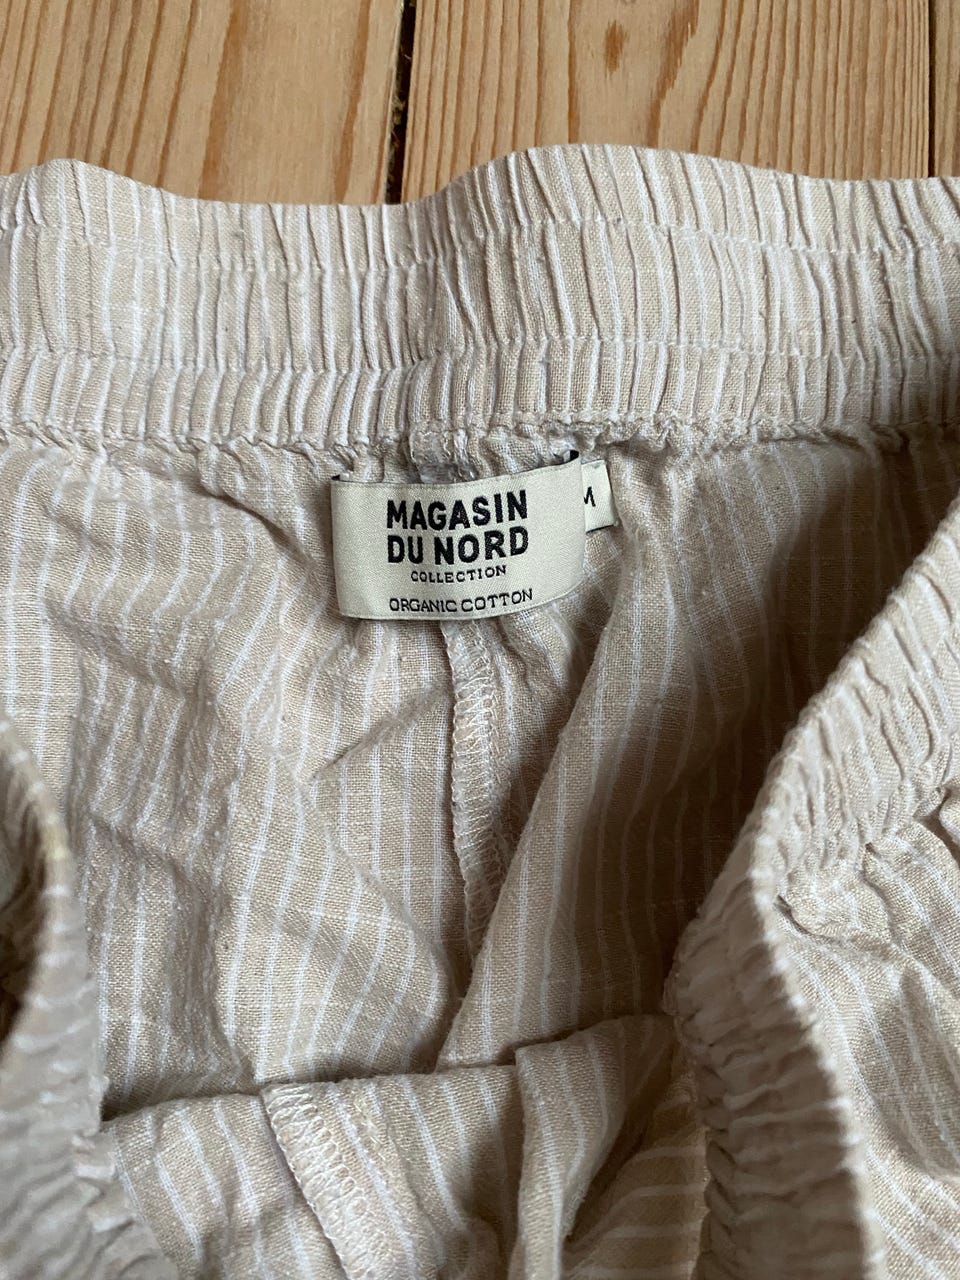 MAGASIN
DU NORD
COLLECTION
ORGANIC COTTON
M